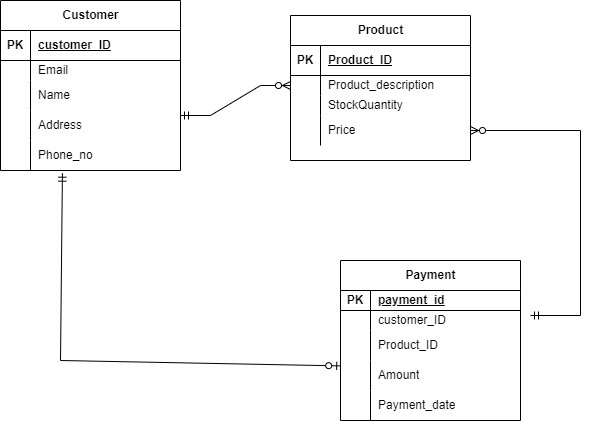 Customer
PK customer_ID
Email
Name
Address
Phone_no
Product
PK Product_ID
Product_description
StockQuantity
Price
Payment
PK payment_id
customer_ID
Product_ID
Amount
Payment_date